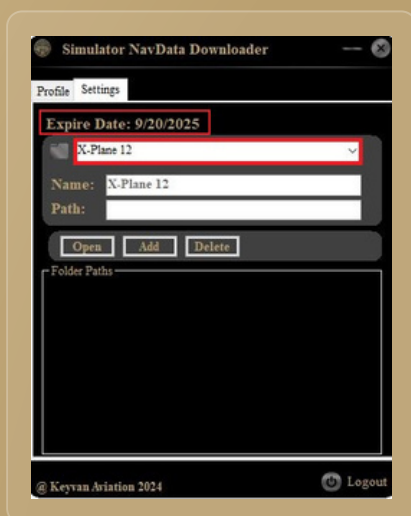 Simulator NavData Downloader
Profile Settings
Expire Date: 9/20/2025
X-Plane 12
Name: X-Plane 12
Path:
Open Add Delete
Folder Paths
@ Keyvan Aviation 2024 Logout